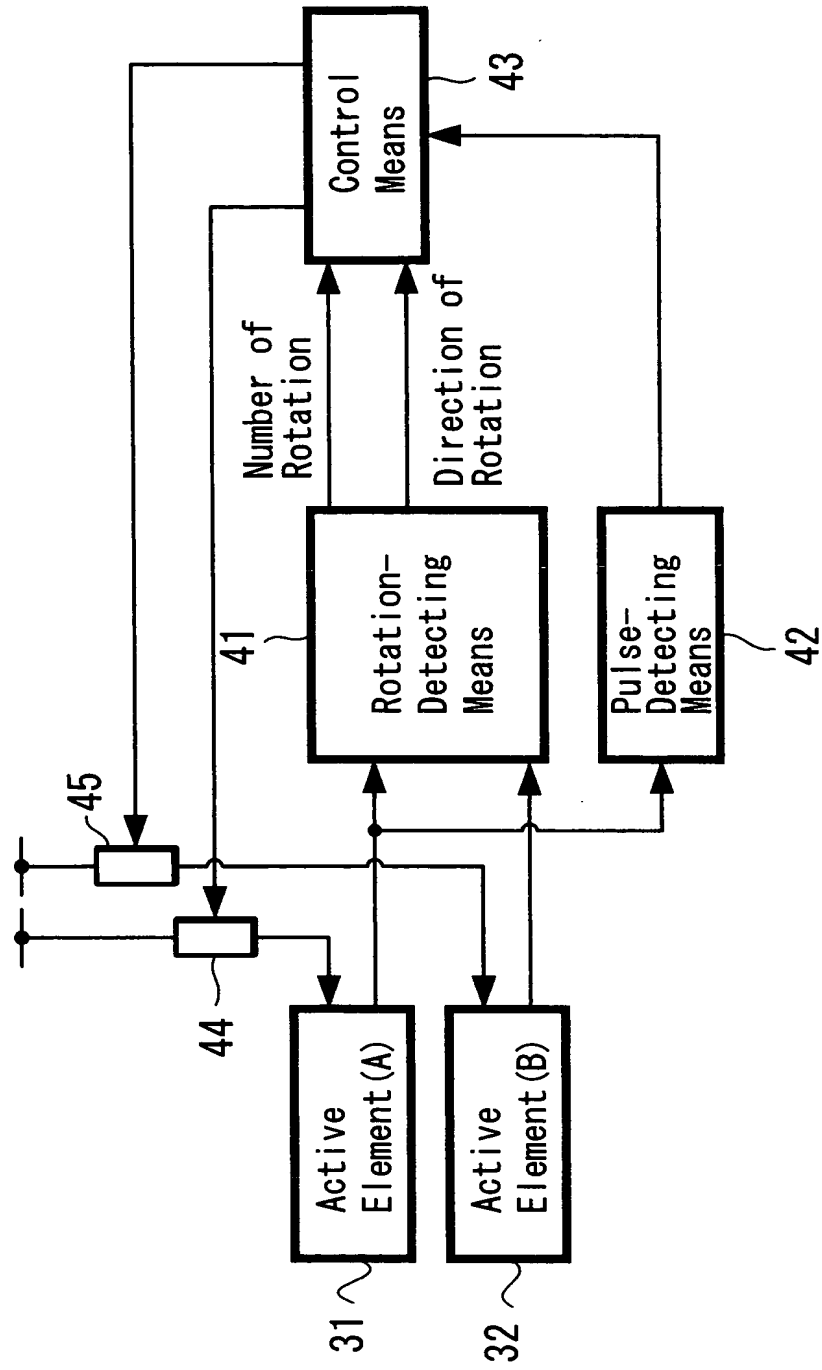 45
44
31
Active
Element(A)
32
Active
Element(B)
41
Rotation-
Detecting
Means
Pulse-
Detecting
Means
42
Number of
Rotation
Direction of
Rotation
Control
Means
43